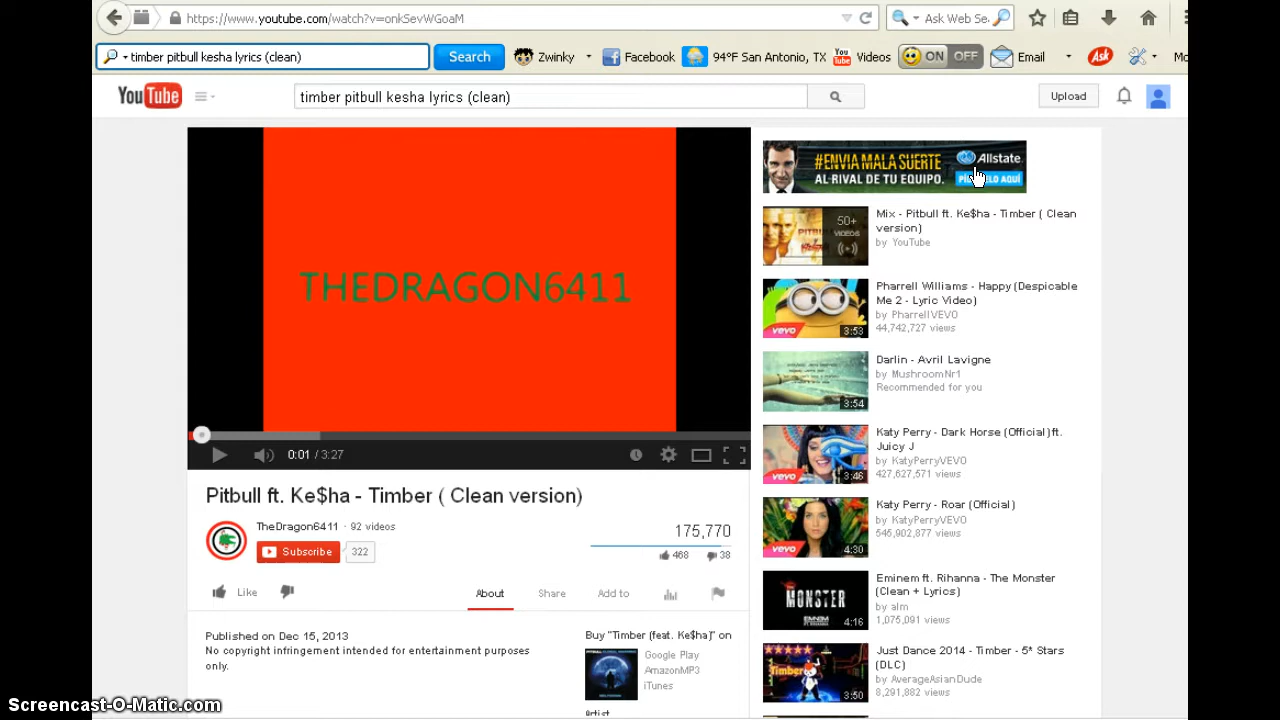 https://www.youtube.com/watch?v=onkSevWGoaM
Ask Web Se
timber pitbull kesha lyrics (clean)
Search
Zwinky
Facebook
94°F San Antonio, TX
You Tube
Videos
ON
OFF
Email
Ask
Mo
YouTube
timber pitbull kesha lyrics (clean)
Upload
THEDRAGON6411
0:01 / 3:27
#ENVIA MALA SUERTE
AL RIVAL DE TU EQUIPO.
Allstate
50+
VIDEOS
Mix - Pitbull ft. Ke$ha - Timber ( Clean
version)
by YouTube
vevo
3:53
Pharrell Williams - Happy (Despicable
Me 2 - Lyric Video)
by PharrellVEVO
44,742,727 views
3:54
Darlin - Avril Lavigne
by MushroomNr1
Recommended for you
vevo
3:46
Katy Perry - Dark Horse (Official) ft.
Juicy J
by KatyPerryVEVO
427,627,571 views
vevo
4:30
Katy Perry - Roar (Official)
by KatyPerryVEVO
545,902,877 views
MONSTER
4:16
Eminem ft. Rihanna - The Monster
(Clean + Lyrics)
by alm
1,075,091 views
Timber
3:50
Just Dance 2014 - Timber - 5* Stars
(DLC)
by AverageAsianDude
8,291,882 views
Pitbull ft. Ke$ha - Timber ( Clean version)
TheDragon6411 · 92 videos
Subscribe
322
175,770
468
38
Like
About
Share
Add to
Published on Dec 15, 2013
No copyright infringement intended for entertainment purposes
only.
Buy "Timber (feat. Ke$ha)" on
Google Play
AmazonMP3
iTunes
Artist
Screencast-O-Matic.com